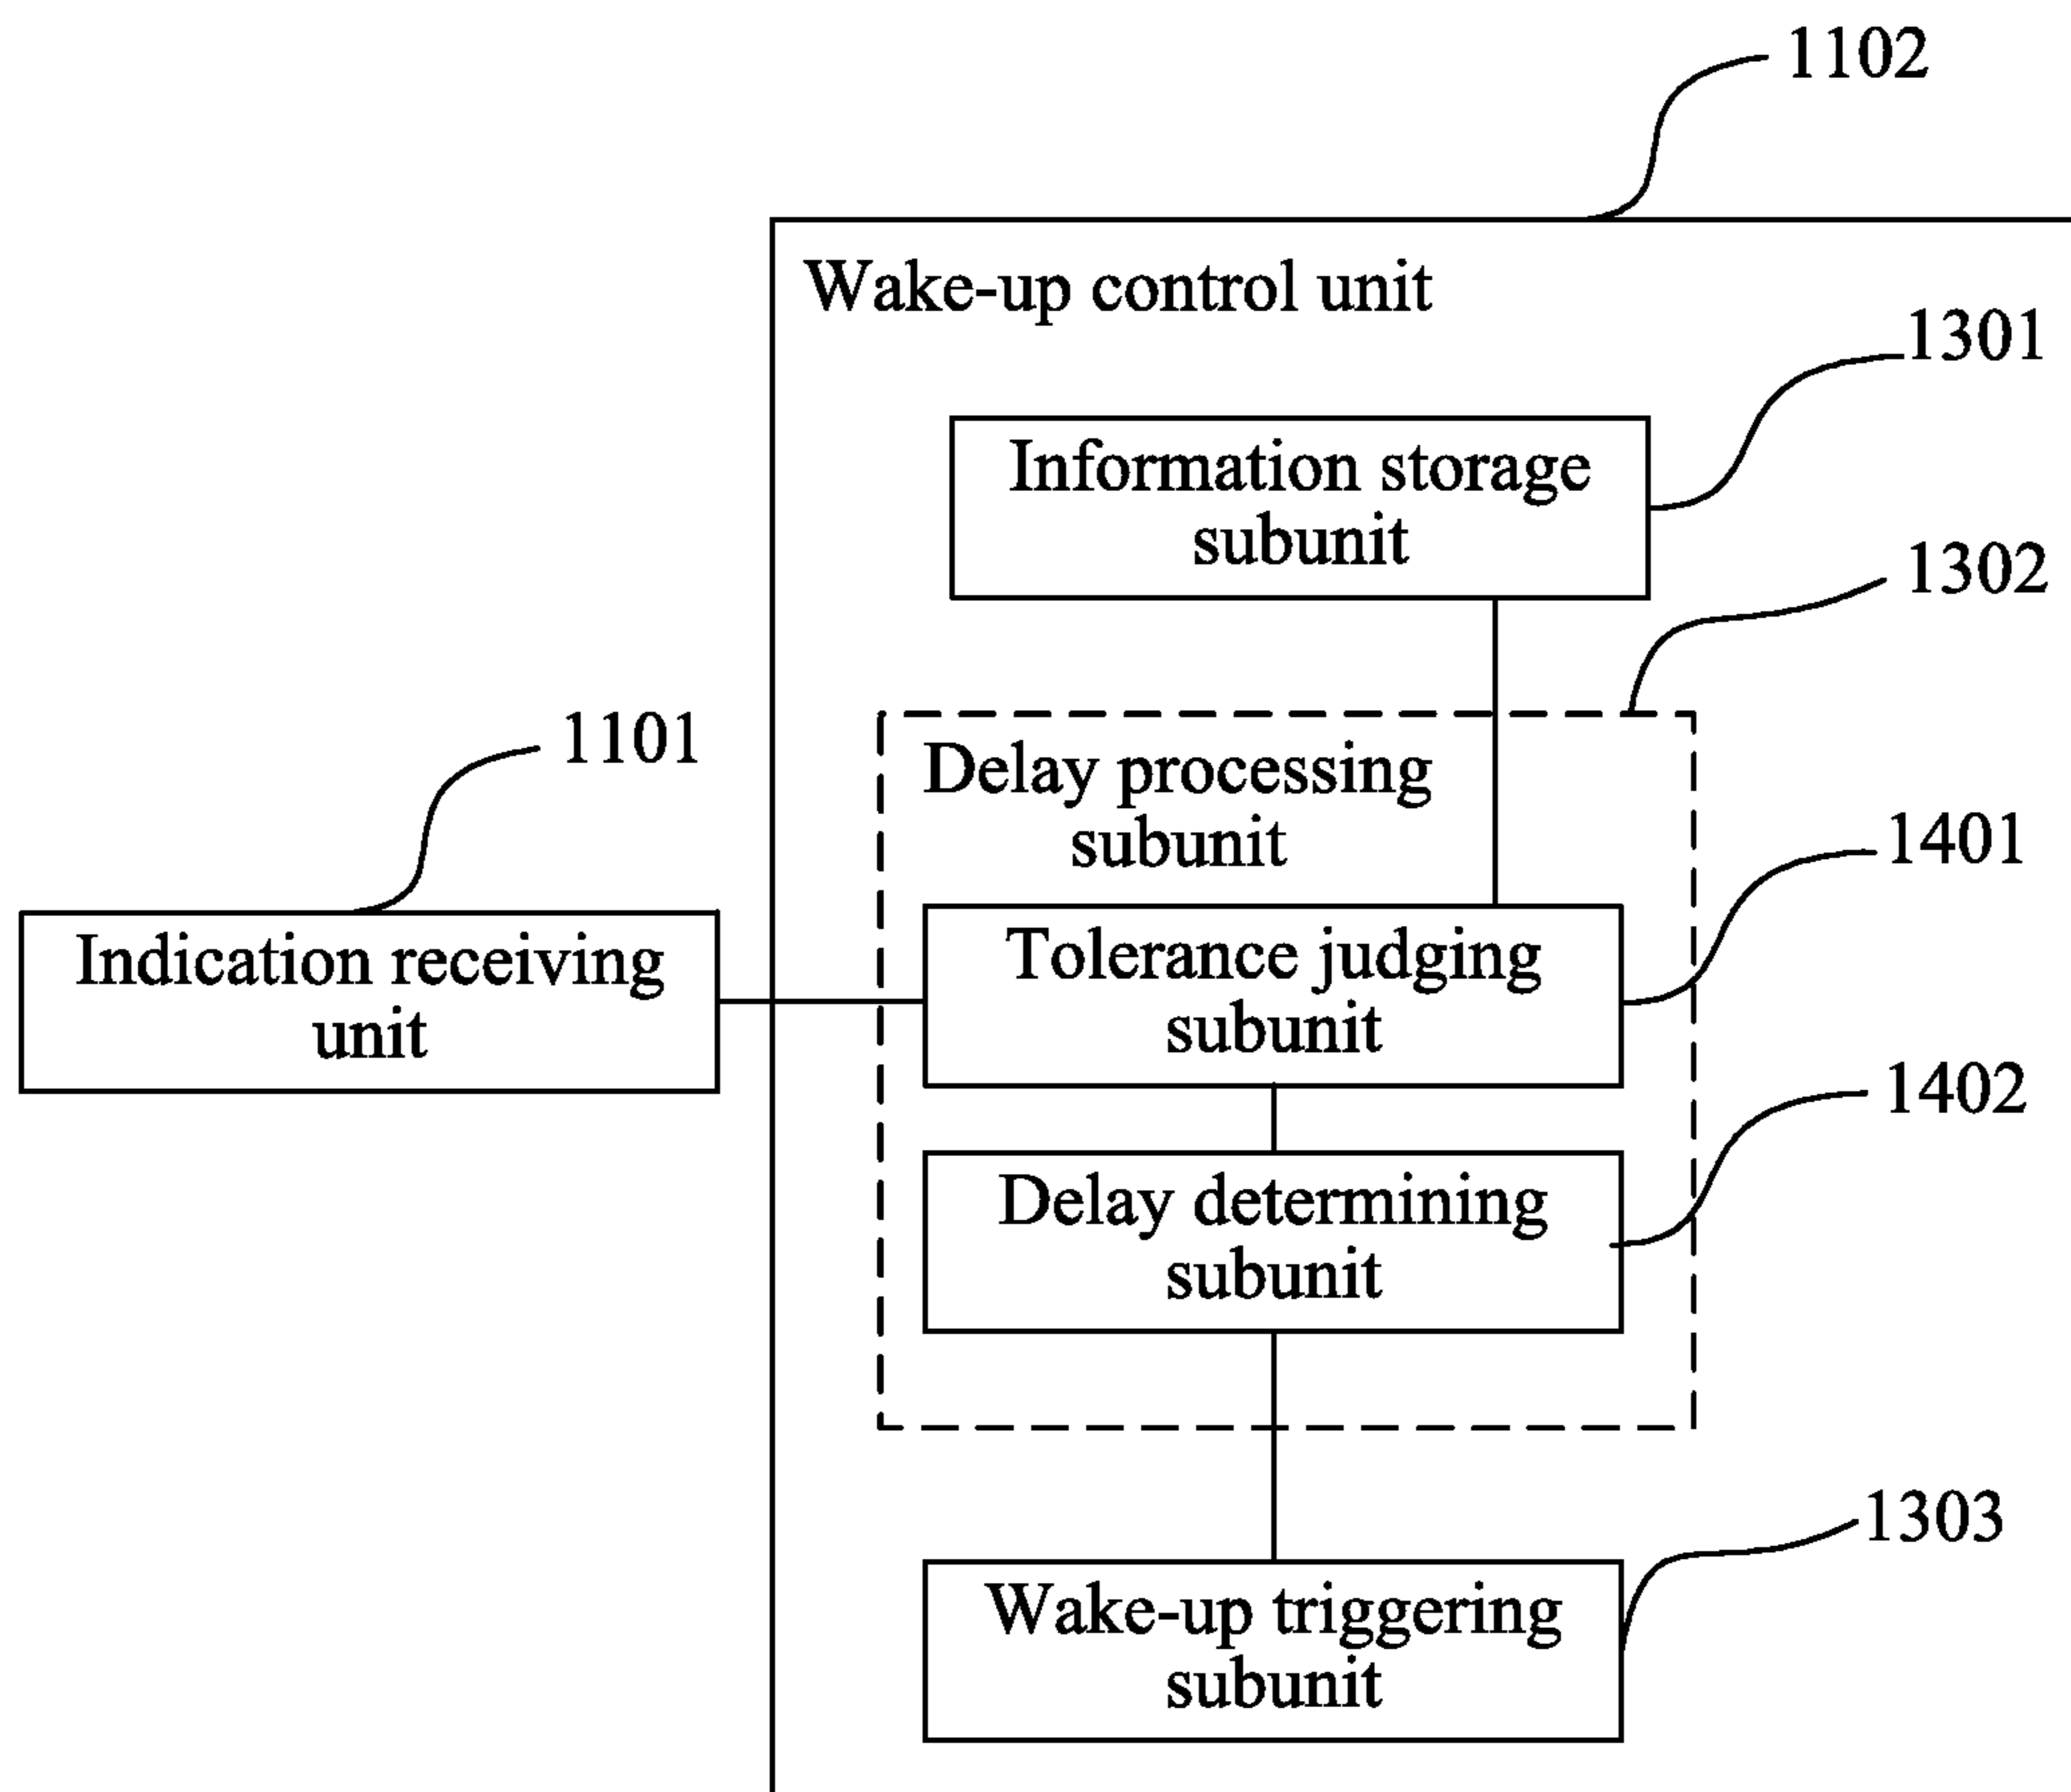 1102
Wake-up control unit
1301
Information storage
subunit
1302
1101
Delay processing
subunit
1401
Indication receiving
unit
Tolerance judging
subunit
1402
Delay determining
subunit
1303
Wake-up triggering
subunit